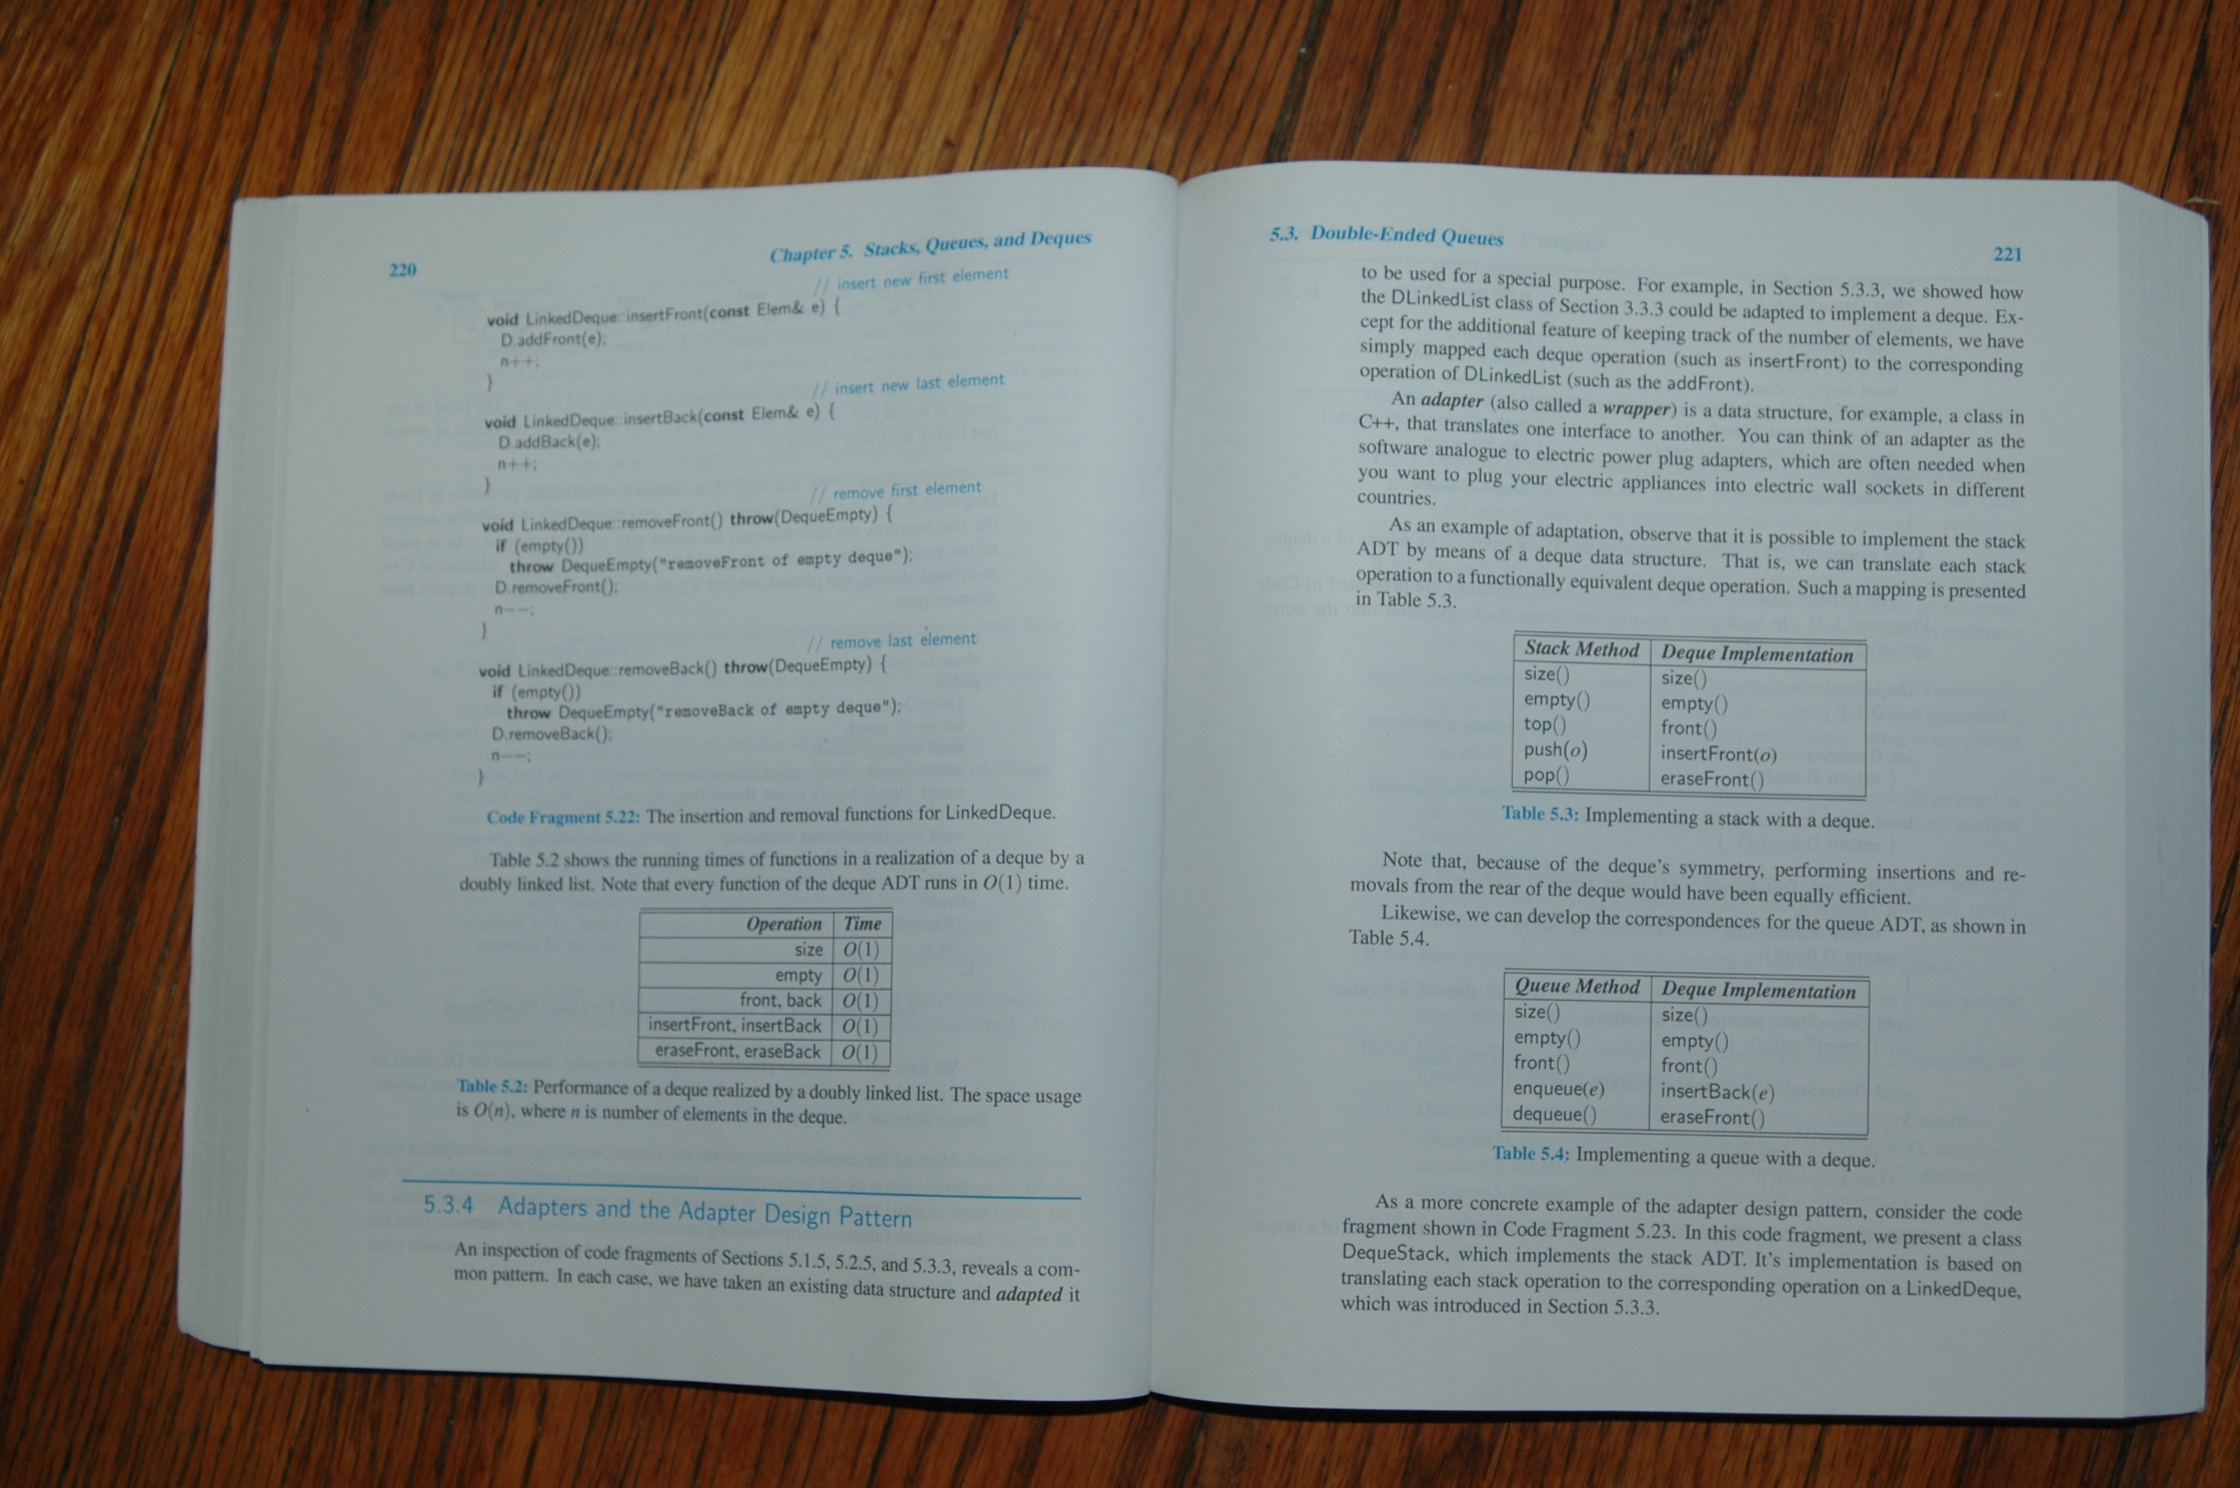 220
Chapter 5. Stacks, Queues, and Deques
// insert new first element
void LinkedDeque::insertFront(const Elem& e) {
D.addFront(e);
n++;
}
// insert new last element
void LinkedDeque::insertBack(const Elem& e) {
D.addBack(e);
n++;
}
// remove first element
void LinkedDeque::removeFront() throw(DequeEmpty) {
if (empty())
throw DequeEmpty("removeFront of empty deque");
D.removeFront();
n--;
}
// remove last element
void LinkedDeque::removeBack() throw(DequeEmpty) {
if (empty())
throw DequeEmpty("removeBack of empty deque");
D.removeBack();
n--;
}
Code Fragment 5.22: The insertion and removal functions for LinkedDeque.
Table 5.2 shows the running times of functions in a realization of a deque by a
doubly linked list. Note that every function of the deque ADT runs in O(1) time.
Operation Time
size O(1)
empty O(1)
front, back O(1)
insertFront, insertBack O(1)
eraseFront, eraseBack O(1)
Table 5.2: Performance of a deque realized by a doubly linked list. The space usage
is O(n), where n is number of elements in the deque.
5.3.4 Adapters and the Adapter Design Pattern
An inspection of code fragments of Sections 5.1.5, 5.2.5, and 5.3.3, reveals a com-
mon pattern. In each case, we have taken an existing data structure and adapted it
5.3. Double-Ended Queues
221
to be used for a special purpose. For example, in Section 5.3.3, we showed how
the DLinkedList class of Section 3.3.3 could be adapted to implement a deque. Ex-
cept for the additional feature of keeping track of the number of elements, we have
simply mapped each deque operation (such as insertFront) to the corresponding
operation of DLinkedList (such as the addFront).
An adapter (also called a wrapper) is a data structure, for example, a class in
C++, that translates one interface to another. You can think of an adapter as the
software analogue to electric power plug adapters, which are often needed when
you want to plug your electric appliances into electric wall sockets in different
countries.
As an example of adaptation, observe that it is possible to implement the stack
ADT by means of a deque data structure. That is, we can translate each stack
operation to a functionally equivalent deque operation. Such a mapping is presented
in Table 5.3.
Stack Method Deque Implementation
size() size()
empty() empty()
top() front()
push(o) insertFront(o)
pop() eraseFront()
Table 5.3: Implementing a stack with a deque.
Note that, because of the deque's symmetry, performing insertions and re-
movals from the rear of the deque would have been equally efficient.
Likewise, we can develop the correspondences for the queue ADT, as shown in
Table 5.4.
Queue Method Deque Implementation
size() size()
empty() empty()
front() front()
enqueue(e) insertBack(e)
dequeue() eraseFront()
Table 5.4: Implementing a queue with a deque.
As a more concrete example of the adapter design pattern, consider the code
fragment shown in Code Fragment 5.23. In this code fragment, we present a class
DequeStack, which implements the stack ADT. It's implementation is based on
translating each stack operation to the corresponding operation on a LinkedDeque,
which was introduced in Section 5.3.3.